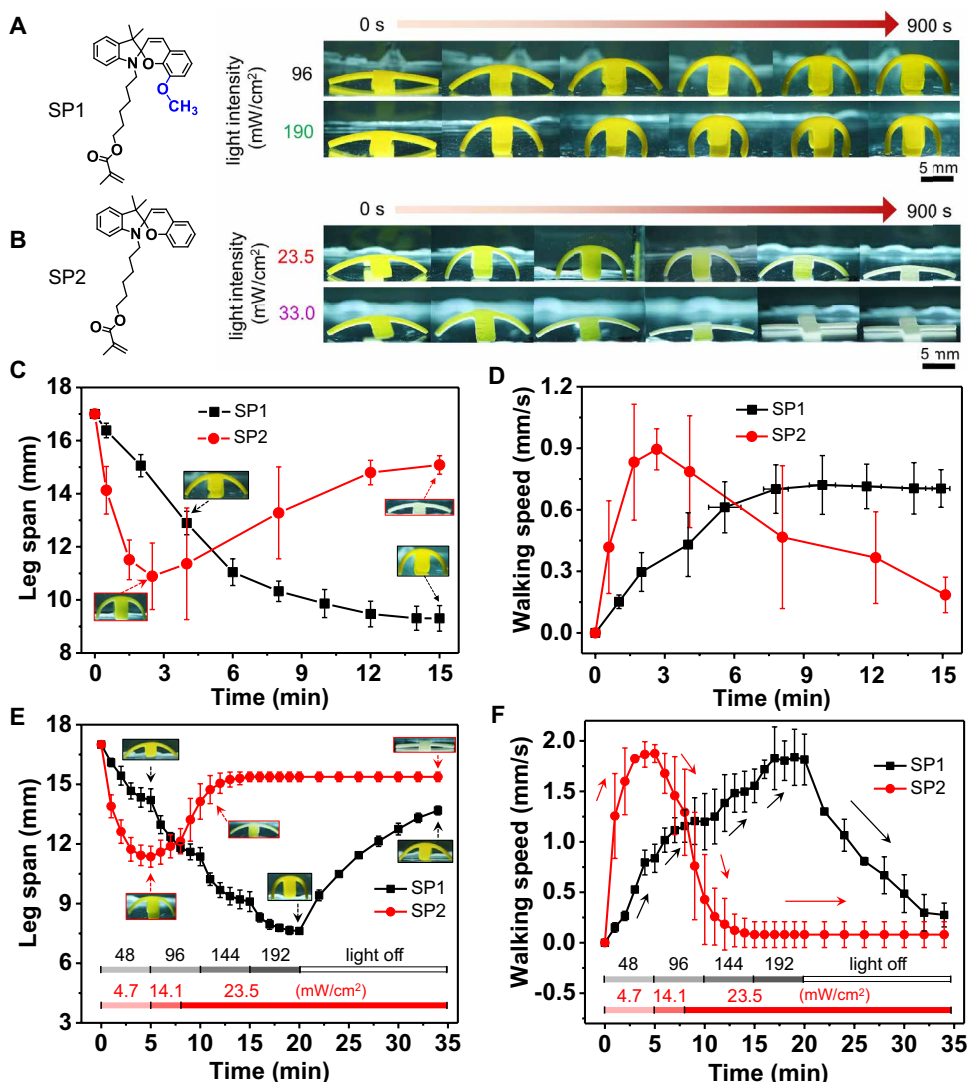 A
SP1
N
O
O
CH3
O
O
light intensity
(mW/cm2)
0 s
900 s
96
190
5 mm
B
SP2
N
O
O
O
light intensity
(mW/cm2)
0 s
900 s
23.5
33.0
5 mm
C
Leg span (mm)
18
16
14
12
10
8
0 3 6 9 12 15
Time (min)
SP1
SP2
D
Walking speed (mm/s)
1.2
0.9
0.6
0.3
0.0
0 3 6 9 12 15
Time (min)
SP1
SP2
E
Leg span (mm)
18
15
12
9
6
3
SP1
SP2
48 96 144 192 light off
4.7 14.1 23.5 (mW/cm2)
0 5 10 15 20 25 30 35
Time (min)
F
Walking speed (mm/s)
2.0
1.5
1.0
0.5
0.0
-0.5
SP1
SP2
48 96 144 192 light off
4.7 14.1 23.5 (mW/cm2)
0 5 10 15 20 25 30 35
Time (min)